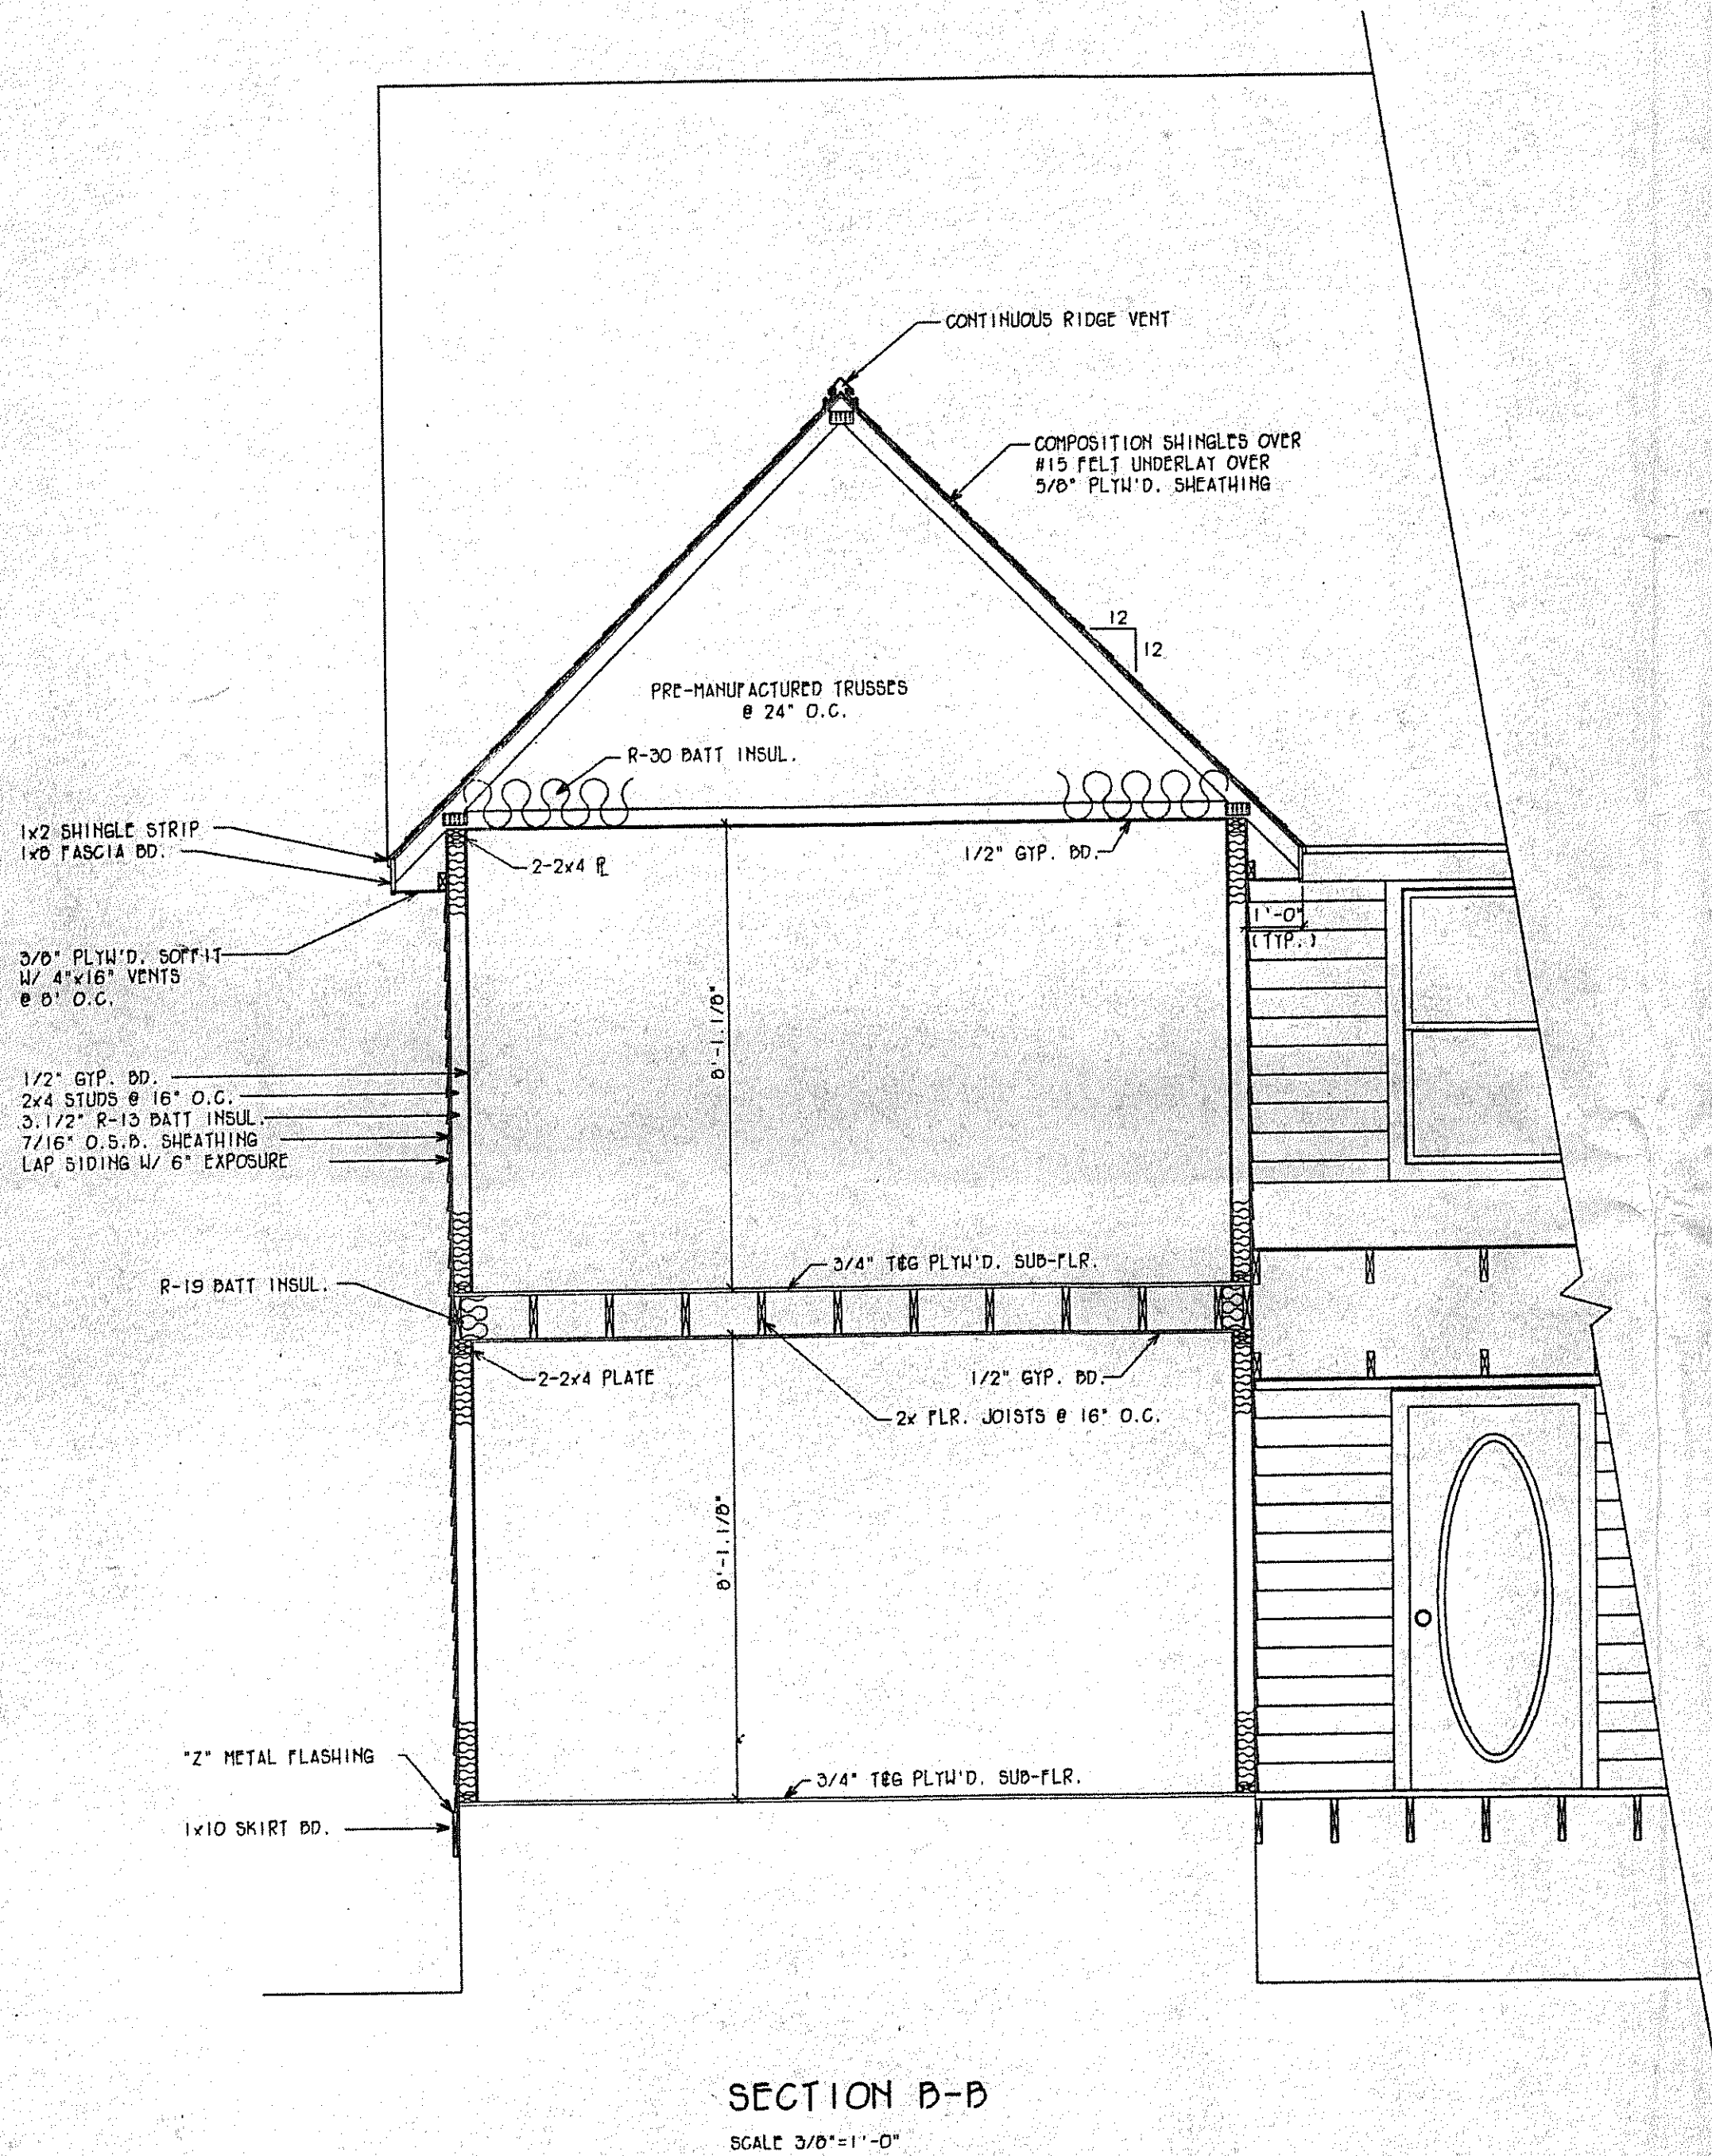 CONTINUOUS RIDGE VENT
COMPOSITION SHINGLES OVER
#15 FELT UNDERLAY OVER
5/8" PLYW'D. SHEATHING
12
12
PRE-MANUFACTURED TRUSSES
@ 24" O.C.
R-30 BATT INSUL.
1x2 SHINGLE STRIP
1x8 FASCIA BD.
2-2x4 PL
1/2" GYP. BD.
1'-0"
(TYP.)
3/8" PLYW'D. SOFFIT
W/ 4"x16" VENTS
@ 8' O.C.
8'-1.1/8"
1/2" GYP. BD.
2x4 STUDS @ 16" O.C.
3.1/2" R-13 BATT INSUL.
7/16" O.S.B. SHEATHING
LAP SIDING W/ 6" EXPOSURE
3/4" T&G PLYW'D. SUB-FLR.
R-19 BATT INSUL.
2-2x4 PLATE
1/2" GYP. BD.
2x FLR. JOISTS @ 16" O.C.
8'-1.1/8"
"Z" METAL FLASHING
3/4" T&G PLYW'D. SUB-FLR.
1x10 SKIRT BD.
SECTION B-B
SCALE 3/8"=1'-0"